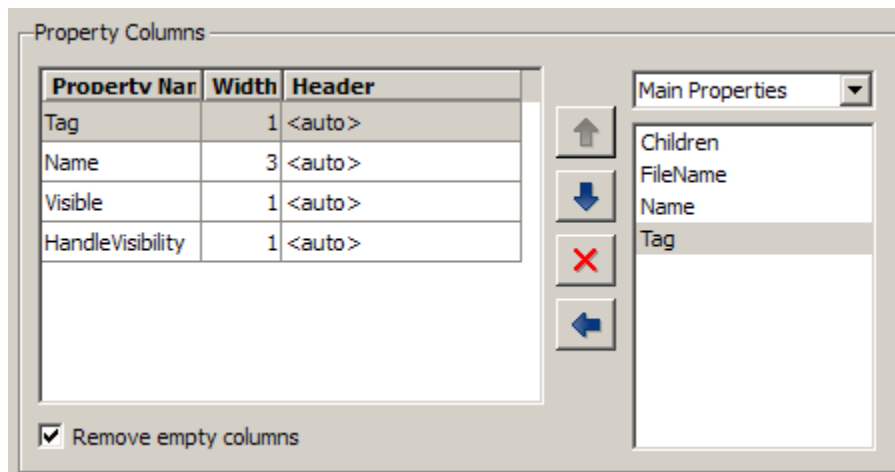 Property Columns
Property Nar Width Header
Tag 1 <auto>
Name 3 <auto>
Visible 1 <auto>
HandleVisibility 1 <auto>
Remove empty columns
Main Properties
Children
FileName
Name
Tag